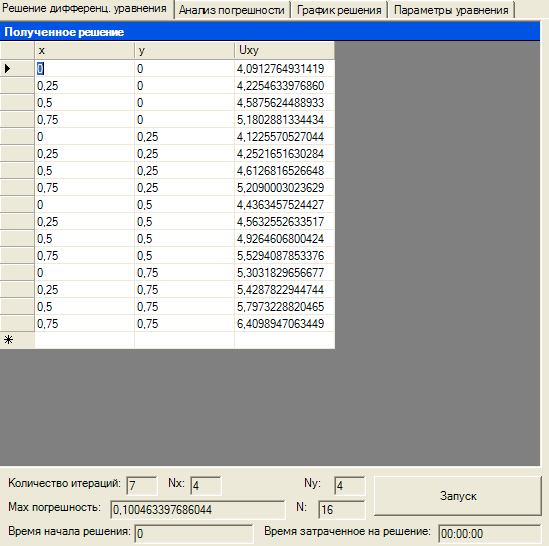 Решение дифференц. уравнения Анализ погрешности График решения Параметры уравнения
Полученное решение
x y Uxy
0 0 4,0912764931419
0,25 0 4,2254633976860
0,5 0 4,5875624488933
0,75 0 5,1802881334434
0 0,25 4,1225570527044
0,25 0,25 4,2521651630284
0,5 0,25 4,6126816526648
0,75 0,25 5,2090003023629
0 0,5 4,4363457524427
0,25 0,5 4,5632552633517
0,5 0,5 4,9264606800424
0,75 0,5 5,5294087853376
0 0,75 5,3031829656677
0,25 0,75 5,4287822944744
0,5 0,75 5,7973228820465
0,75 0,75 6,4098947063449
Количество итераций: 7 Nx: 4 Ny: 4
Запуск
Max погрешность: 0,100463397686044 N: 16
Время начала решения: 0 Время затраченное на решение: 00:00:00